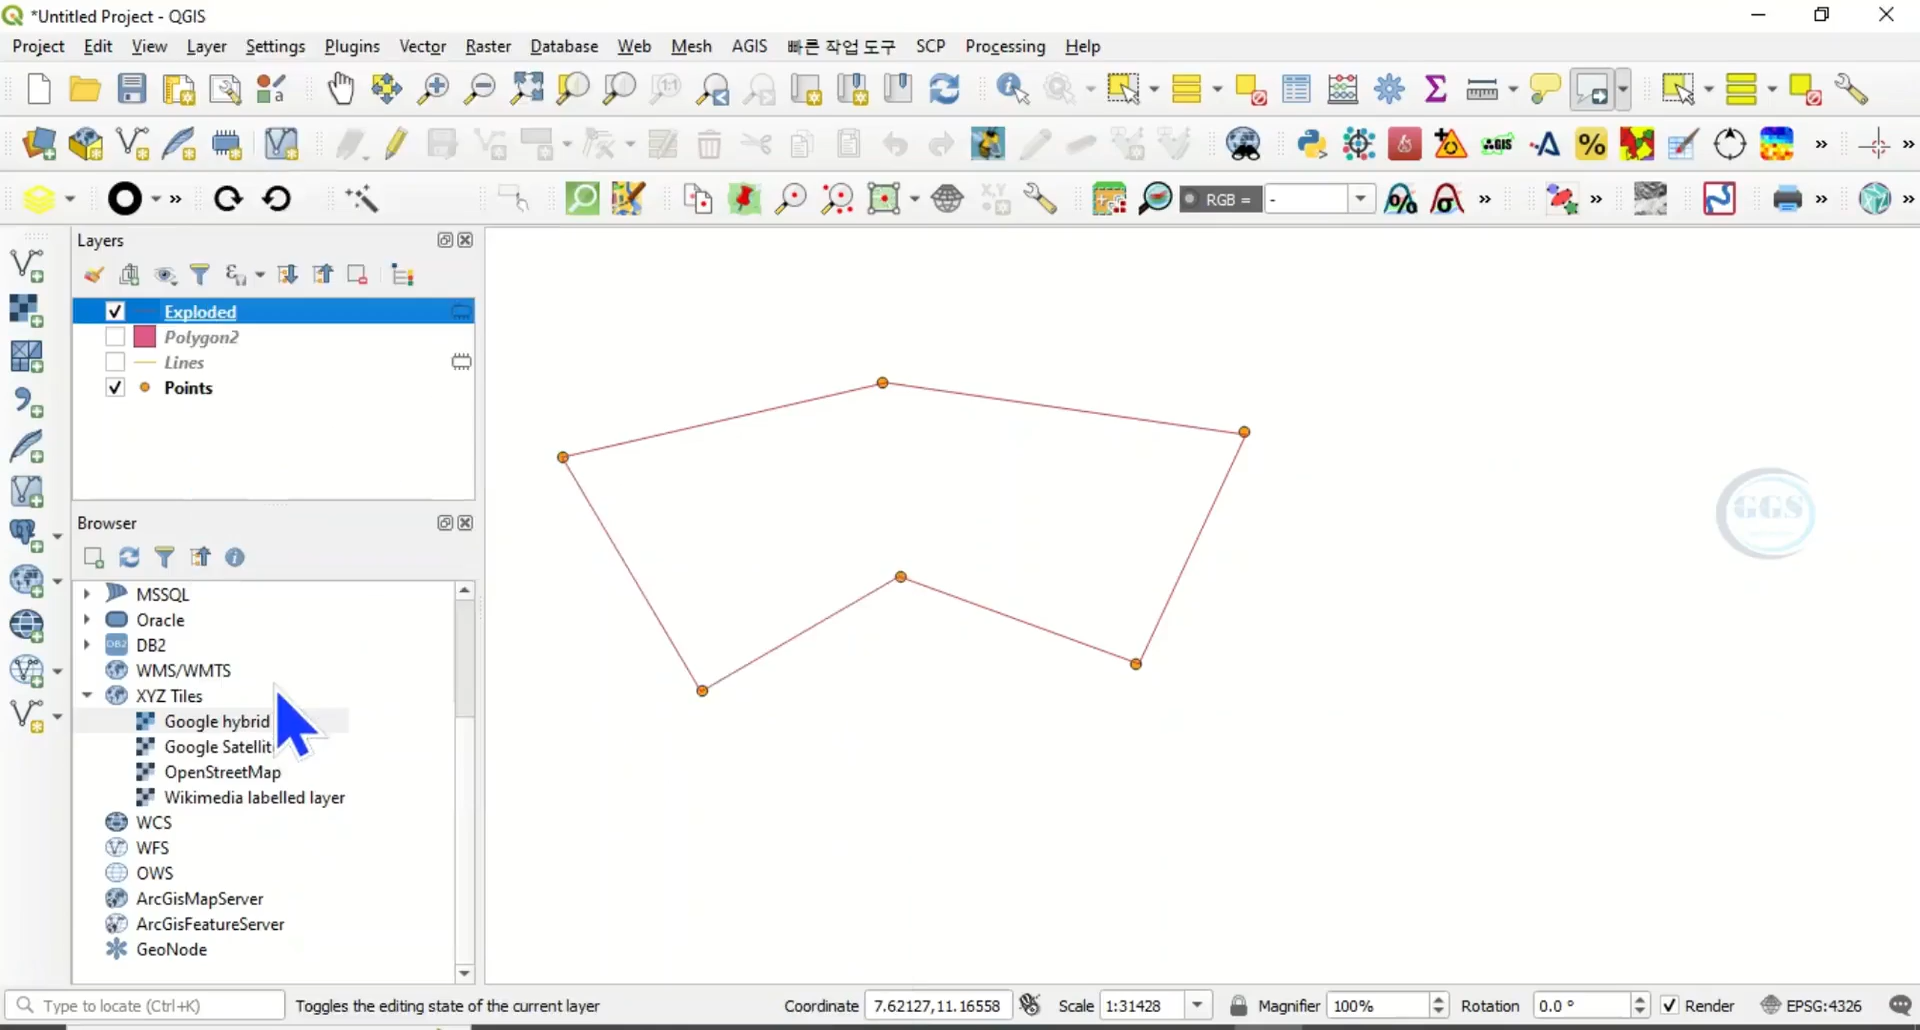 *Untitled Project - QGIS
Project Edit View Layer Settings Plugins Vector Raster Database Web Mesh AGIS 빠른 작업 도구 SCP Processing Help
RGB = -
Layers
Exploded
Polygon2
Lines
Points
Browser
MSSQL
Oracle
DB2
WMS/WMTS
XYZ Tiles
Google hybrid
Google Satellit
OpenStreetMap
Wikimedia labelled layer
WCS
WFS
OWS
ArcGisMapServer
ArcGisFeatureServer
GeoNode
GGS
Type to locate (Ctrl+K) Toggles the editing state of the current layer Coordinate 7.62127,11.16558 Scale 1:31428 Magnifier 100% Rotation 0.0 ° Render EPSG:4326